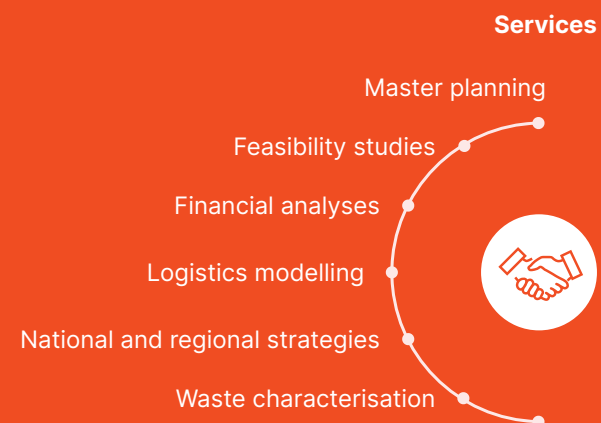 Services
Master planning
Feasibility studies
Financial analyses
Logistics modelling
National and regional strategies
Waste characterisation